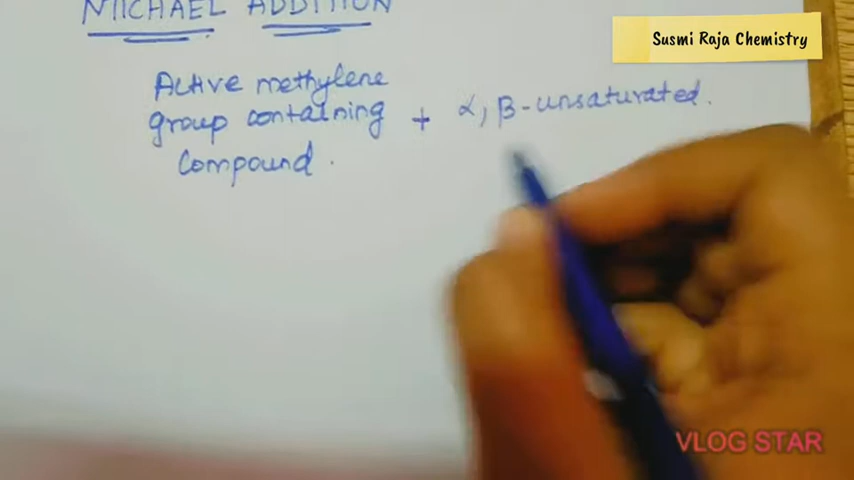 MICHAEL ADDITION
Susmi Raja Chemistry
Active methylene
group containing + α, β-unsaturated.
compound.
VLOG STAR